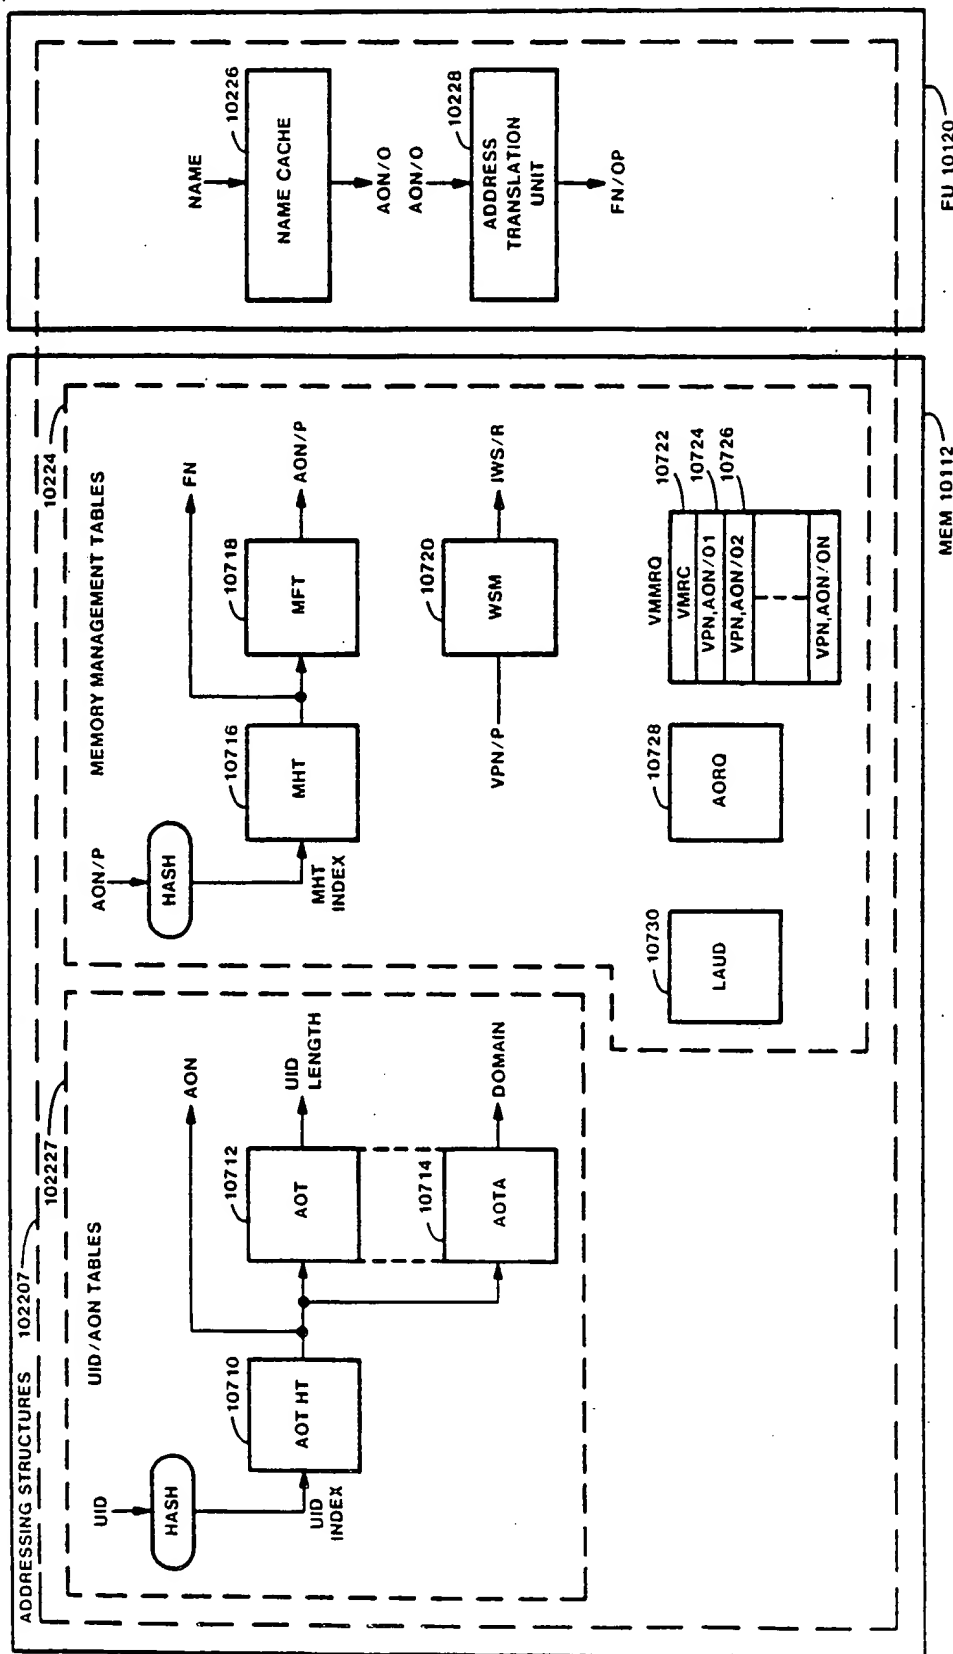 ADDRESSING STRUCTURES 102207
102227
UID/AON TABLES
UID
HASH
UID
INDEX
10710
AOT HT
AON
10712
AOT
UID
LENGTH
10714
AOTA
DOMAIN
10224
MEMORY MANAGEMENT TABLES
AON/P
HASH
MHT
INDEX
10716
MHT
FN
10718
MFT
AON/P
VPN/P
10720
WSM
IWS/R
10730
LAUD
10728
AORQ
VMMRQ
VMRC
10722
VPN,AON/O1
10724
VPN,AON/O2
10726
VPN,AON/ON
MEM 10112
NAME
10226
NAME CACHE
AON/O
AON/O
10228
ADDRESS
TRANSLATION
UNIT
FN/OP
FU 10120